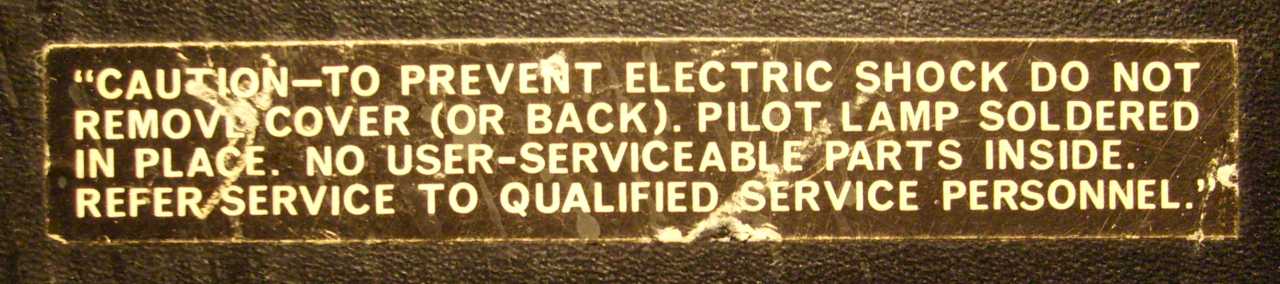 “CAUTION—TO PREVENT ELECTRIC SHOCK DO NOT
REMOVE COVER (OR BACK). PILOT LAMP SOLDERED
IN PLACE. NO USER-SERVICEABLE PARTS INSIDE.
REFER SERVICE TO QUALIFIED SERVICE PERSONNEL.”